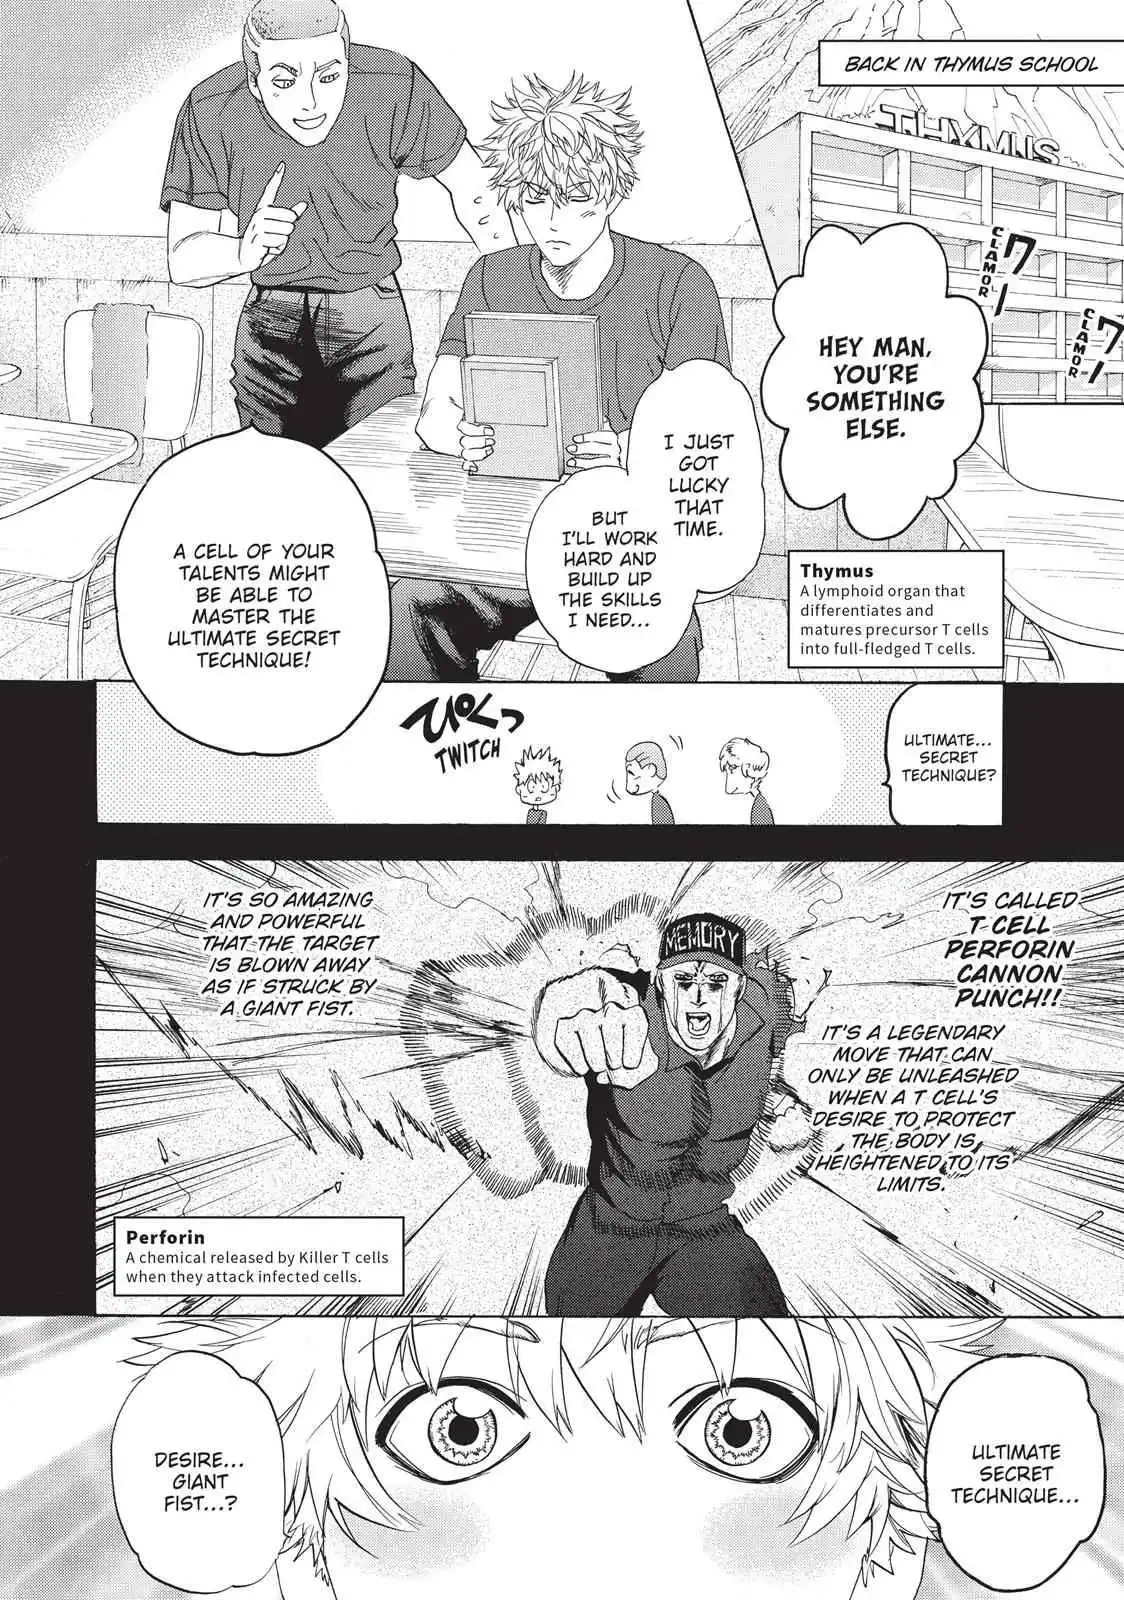 BACK IN THYMUS SCHOOL
THYMUS
ワー
CLAMOR
ワー
CLAMOR
HEY MAN,
YOU'RE
SOMETHING
ELSE.
I JUST
GOT
LUCKY
THAT
TIME.
BUT
I'LL WORK
HARD AND
BUILD UP
THE SKILLS
I NEED...
Thymus
A lymphoid organ that
differentiates and
matures precursor T cells
into full-fledged T cells.
A CELL OF YOUR
TALENTS MIGHT
BE ABLE TO
MASTER THE
ULTIMATE SECRET
TECHNIQUE!
ULTIMATE...
SECRET
TECHNIQUE?
ぴくっ
TWITCH
IT'S CALLED
T CELL
PERFORIN
CANNON
PUNCH!!
IT'S A LEGENDARY
MOVE THAT CAN
ONLY BE UNLEASHED
WHEN A T CELL'S
DESIRE TO PROTECT
THE BODY IS
HEIGHTENED TO ITS
LIMITS.
MEMORY
IT'S SO AMAZING
AND POWERFUL
THAT THE TARGET
IS BLOWN AWAY
AS IF STRUCK BY
A GIANT FIST.
Perforin
A chemical released by Killer T cells
when they attack infected cells.
ULTIMATE
SECRET
TECHNIQUE...
DESIRE...
GIANT
FIST...?